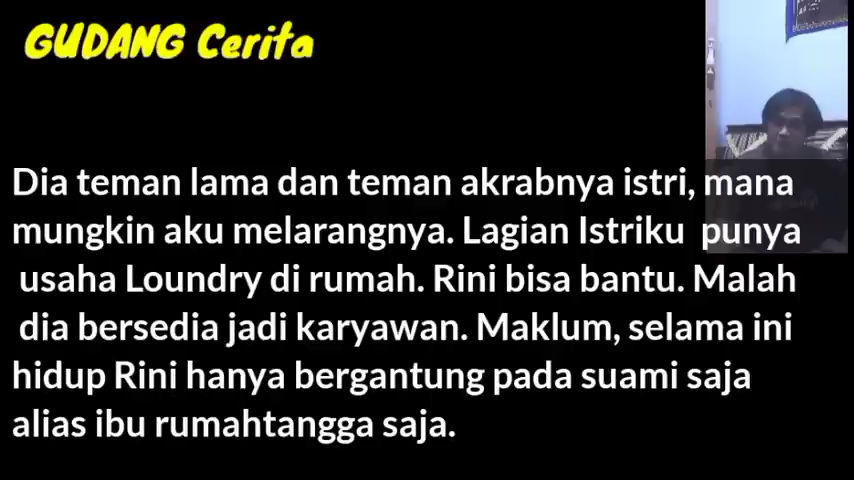 GUDANG Cerita
Dia teman lama dan teman akrabnya istri, mana
mungkin aku melarangnya. Lagian Istriku punya
usaha Loundry di rumah. Rini bisa bantu. Malah
dia bersedia jadi karyawan. Maklum, selama ini
hidup Rini hanya bergantung pada suami saja
alias ibu rumahtangga saja.